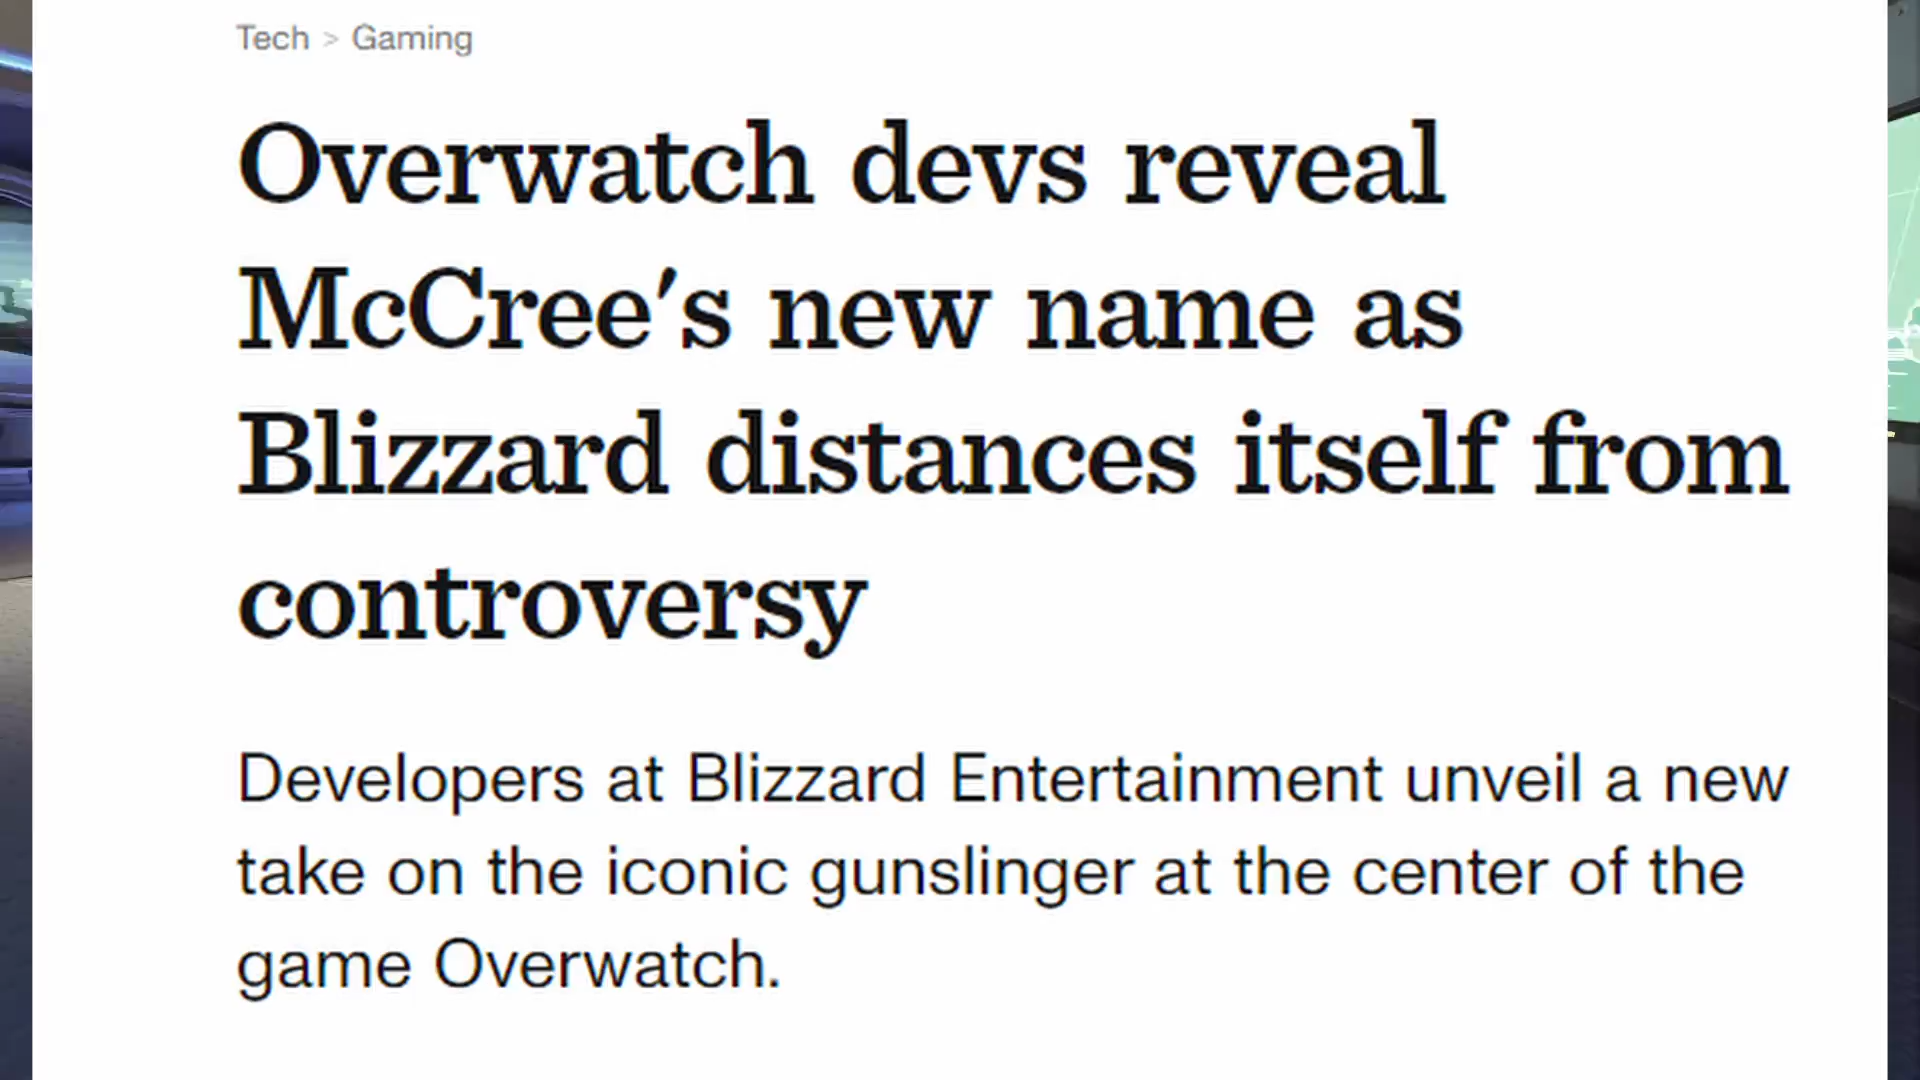 Tech > Gaming
Overwatch devs reveal
McCree's new name as
Blizzard distances itself from
controversy
Developers at Blizzard Entertainment unveil a new
take on the iconic gunslinger at the center of the
game Overwatch.